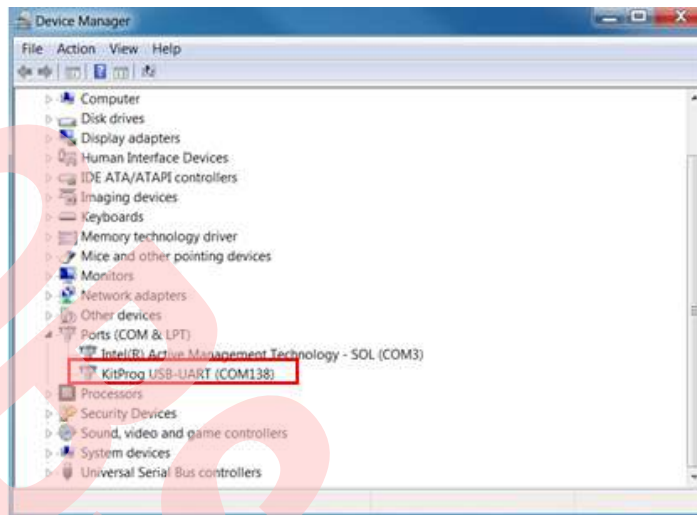 Device Manager
File Action View Help
Computer
Disk drives
Display adapters
Human Interface Devices
IDE ATA/ATAPI controllers
Imaging devices
Keyboards
Memory technology driver
Mice and other pointing devices
Monitors
Network adapters
Other devices
Ports (COM & LPT)
Intel(R) Active Management Technology - SOL (COM3)
KitProg USB-UART (COM138)
Processors
Security Devices
Sound, video and game controllers
System devices
Universal Serial Bus controllers